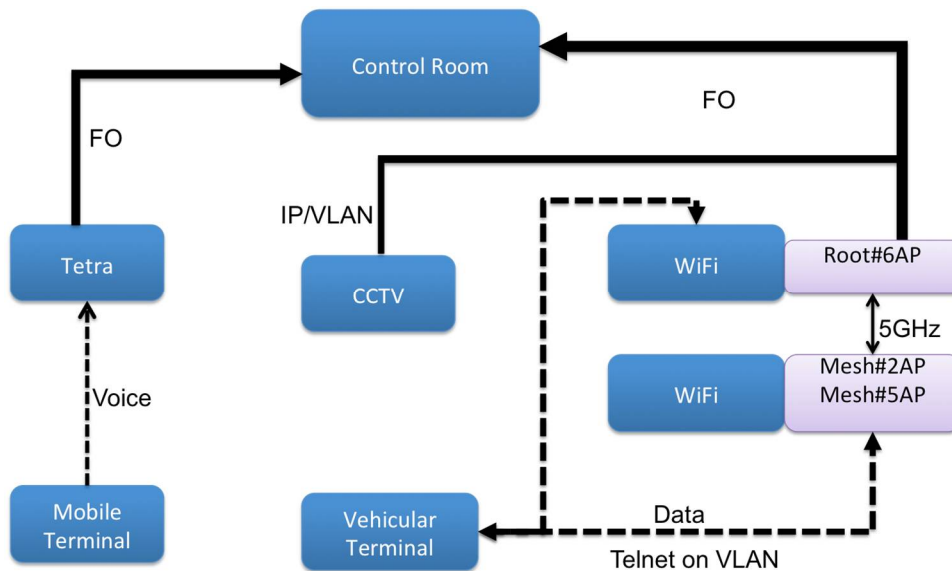 Control Room
FO
FO
IP/VLAN
Tetra
CCTV
WiFi
Root#6AP
5GHz
WiFi
Mesh#2AP
Mesh#5AP
Voice
Mobile
Terminal
Vehicular
Terminal
Data
Telnet on VLAN